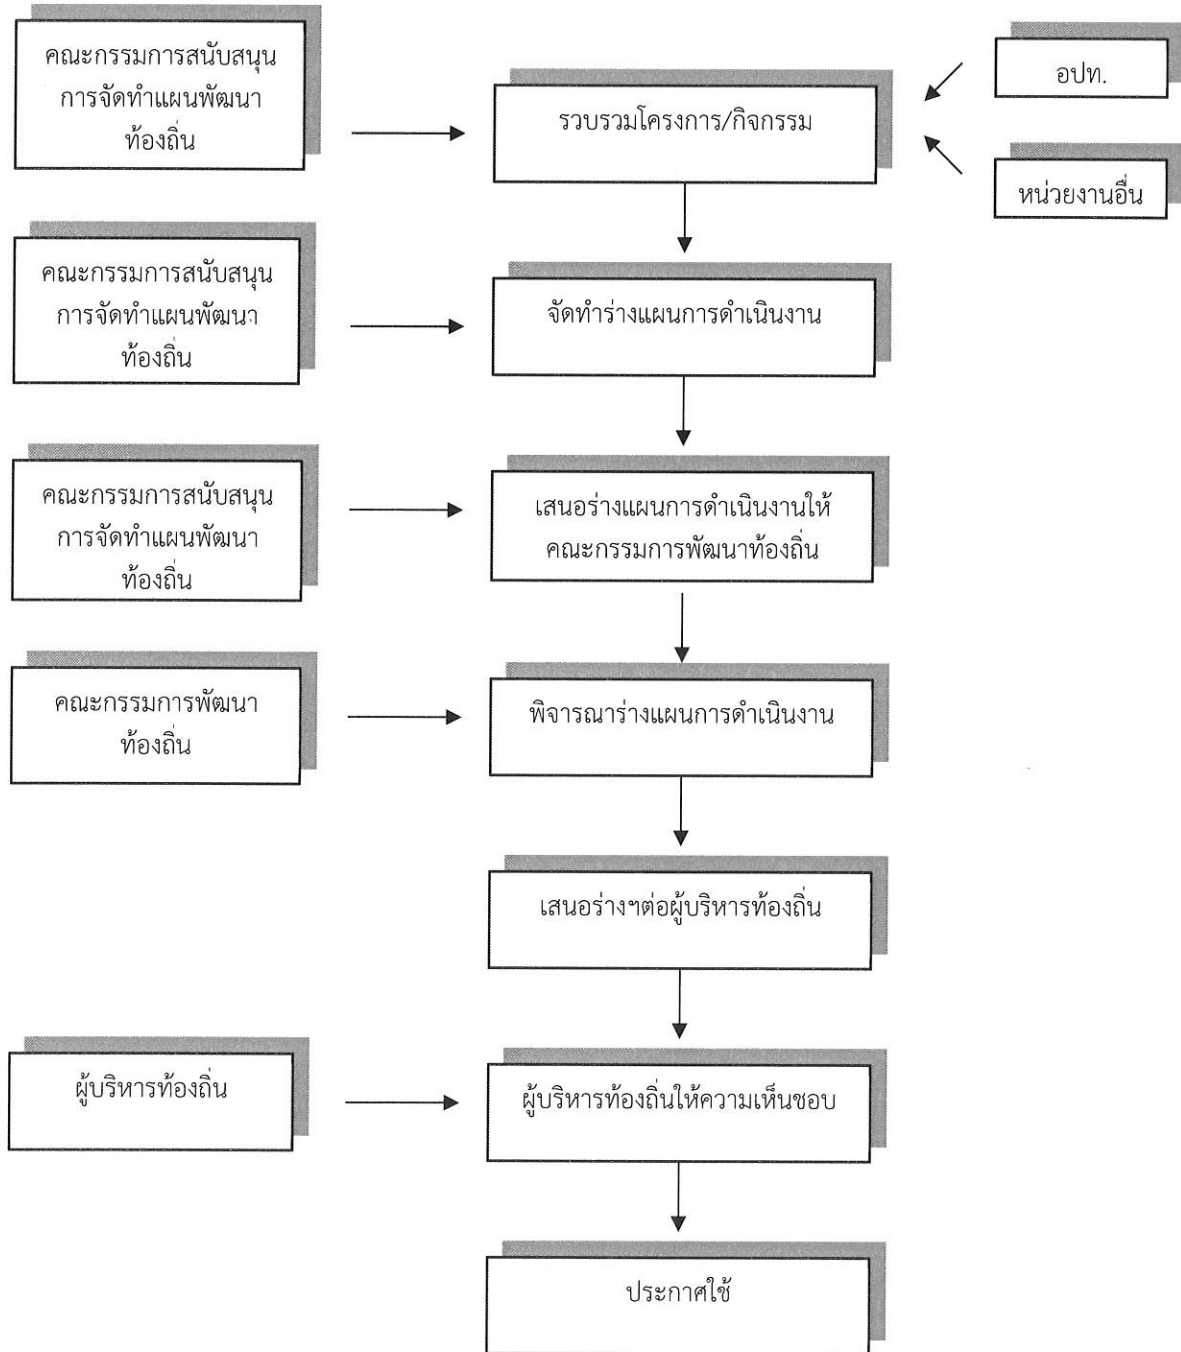 คณะกรรมการสนับสนุน
การจัดทำแผนพัฒนา
ท้องถิ่น
รวบรวมโครงการ/กิจกรรม
อปท.
หน่วยงานอื่น
คณะกรรมการสนับสนุน
การจัดทำแผนพัฒนา
ท้องถิ่น
จัดทำร่างแผนการดำเนินงาน
คณะกรรมการสนับสนุน
การจัดทำแผนพัฒนา
ท้องถิ่น
เสนอร่างแผนการดำเนินงานให้
คณะกรรมการพัฒนาท้องถิ่น
คณะกรรมการพัฒนา
ท้องถิ่น
พิจารณาร่างแผนการดำเนินงาน
เสนอร่างฯต่อผู้บริหารท้องถิ่น
ผู้บริหารท้องถิ่น
ผู้บริหารท้องถิ่นให้ความเห็นชอบ
ประกาศใช้